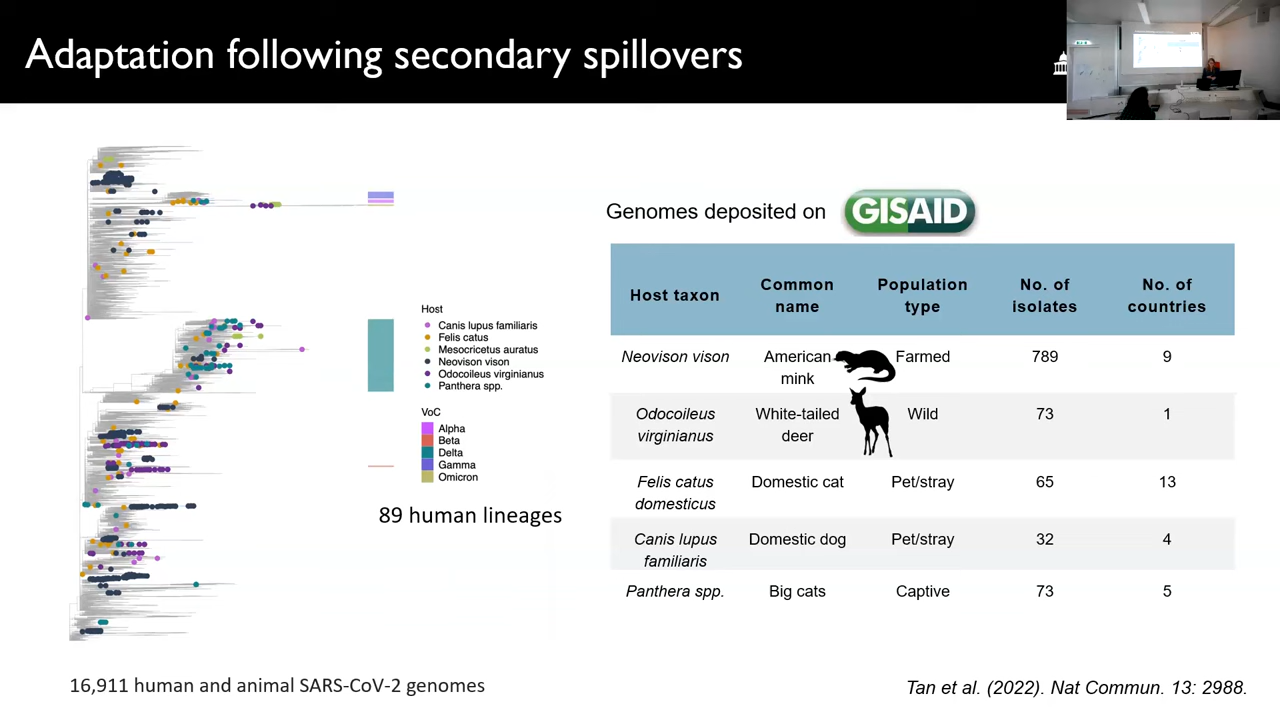 Adaptation following secondary spillovers
Genomes deposited on GISAID
Host taxon Common name Population type No. of isolates No. of countries
Neovison vison American mink Farmed 789 9
Odocoileus virginianus White-tailed deer Wild 73 1
Felis catus domesticus Domestic cat Pet/stray 65 13
Canis lupus familiaris Domestic dog Pet/stray 32 4
Panthera spp. Big cats Captive 73 5
Host
Canis lupus familiaris
Felis catus
Mesocricetus auratus
Neovison vison
Odocoileus virginianus
Panthera spp.
VoC
Alpha
Beta
Delta
Gamma
Omicron
89 human lineages
16,911 human and animal SARS-CoV-2 genomes
Tan et al. (2022). Nat Commun. 13: 2988.